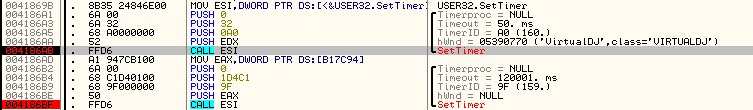 0041869B . 8B35 24846E00 MOV ESI,DWORD PTR DS:[<&USER32.SetTimer USER32.SetTimer
004186A1 . 6A 00 PUSH 0 Timerproc = NULL
004186A3 . 6A 32 PUSH 32 Timeout = 50. ms
004186A5 . 68 A0000000 PUSH 0A0 TimerID = A0 (160.)
004186AA . 52 PUSH EDX hWnd = 05390770 ('VirtualDJ',class='VIRTUALDJ')
004186AB . FFD6 CALL ESI SetTimer
004186AD . A1 947CB100 MOV EAX,DWORD PTR DS:[B17C94]
004186B2 . 6A 00 PUSH 0 Timerproc = NULL
004186B4 . 68 C1D40100 PUSH 1D4C1 Timeout = 120001. ms
004186B9 . 68 9F000000 PUSH 9F TimerID = 9F (159.)
004186BE . 50 PUSH EAX hWnd = NULL
004186BF . FFD6 CALL ESI SetTimer